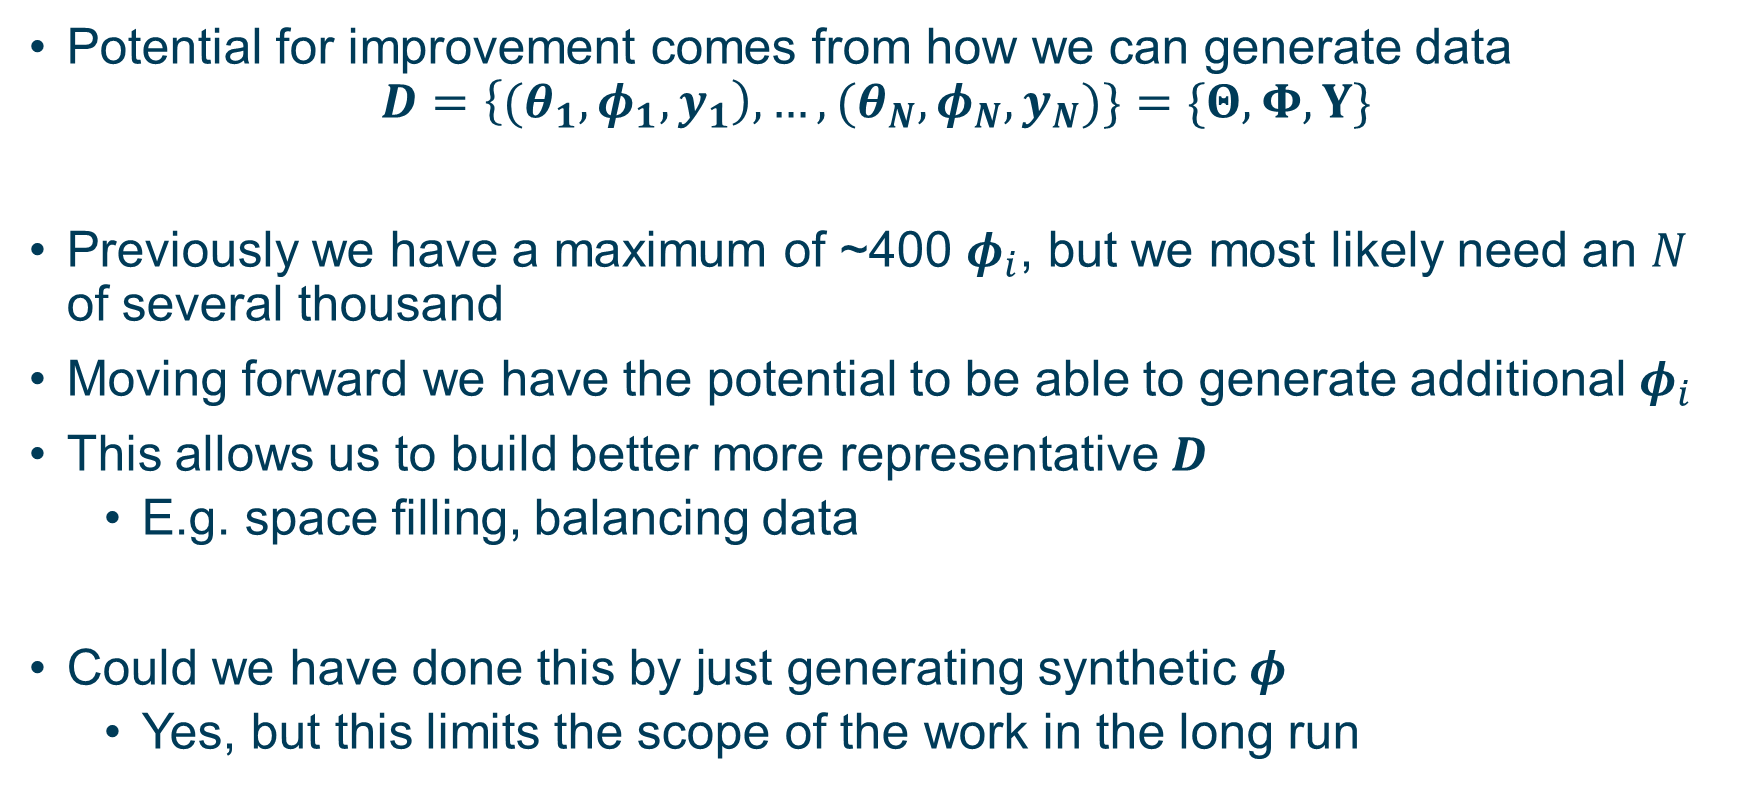 • Potential for improvement comes from how we can generate data
D = {(θ₁, ϕ₁, y₁), … , (θ_N, ϕ_N, y_N)} = {Θ, Φ, Y}
• Previously we have a maximum of ~400 ϕᵢ, but we most likely need an N
of several thousand
• Moving forward we have the potential to be able to generate additional ϕᵢ
• This allows us to build better more representative D
• E.g. space filling, balancing data
• Could we have done this by just generating synthetic ϕ
• Yes, but this limits the scope of the work in the long run